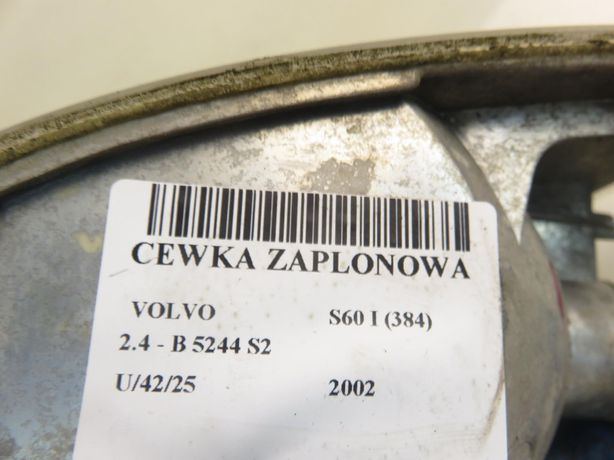 CEWKA ZAPLONOWA
VOLVO S60 I (384)
2.4 - B 5244 S2
U/42/25 2002